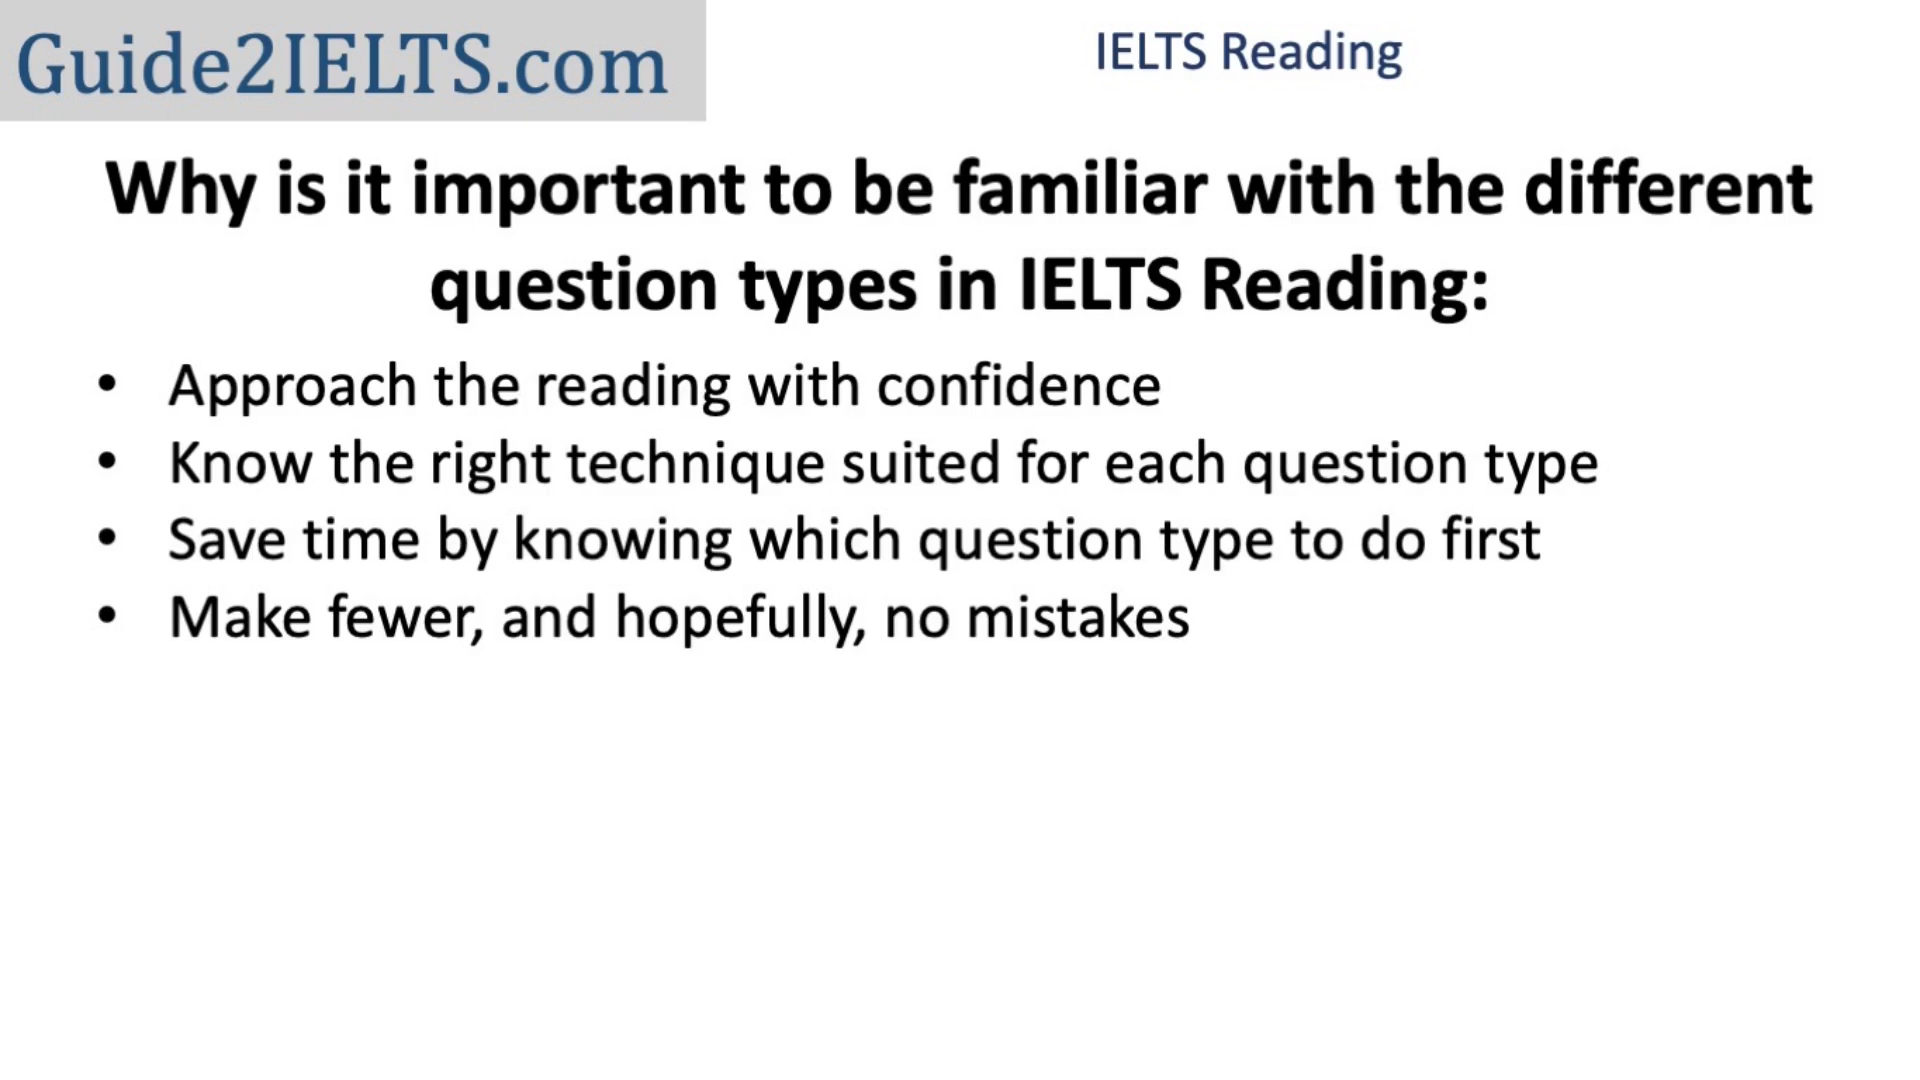 Guide2IELTS.com
IELTS Reading
Why is it important to be familiar with the different
question types in IELTS Reading:
• Approach the reading with confidence
• Know the right technique suited for each question type
• Save time by knowing which question type to do first
• Make fewer, and hopefully, no mistakes